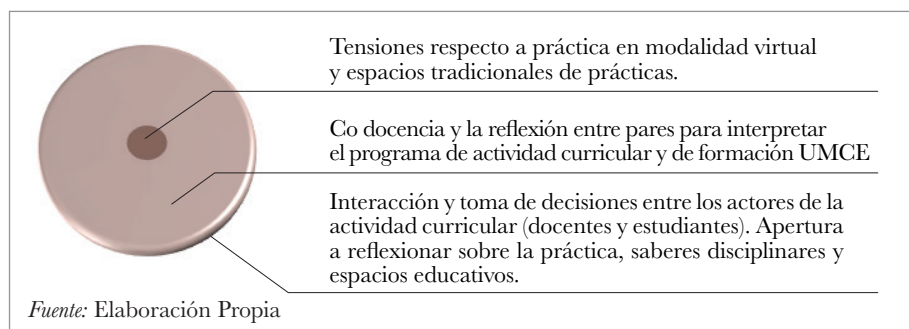 Tensiones respecto a práctica en modalidad virtual
y espacios tradicionales de prácticas.
Co docencia y la reflexión entre pares para interpretar
el programa de actividad curricular y de formación UMCE
Interacción y toma de decisiones entre los actores de la
actividad curricular (docentes y estudiantes). Apertura
a reflexionar sobre la práctica, saberes disciplinares y
espacios educativos.
Fuente: Elaboración Propia